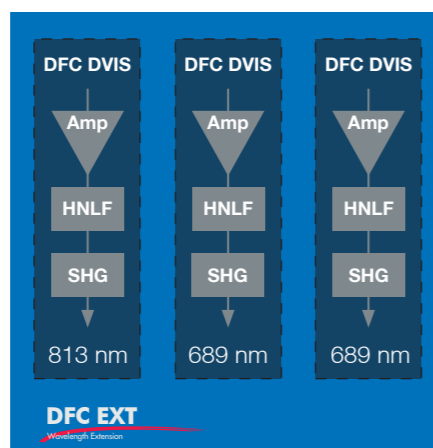 DFC DVIS DFC DVIS DFC DVIS
Amp Amp Amp
HNLF HNLF HNLF
SHG SHG SHG
813 nm 689 nm 689 nm
DFC EXT
Wavelength Extension